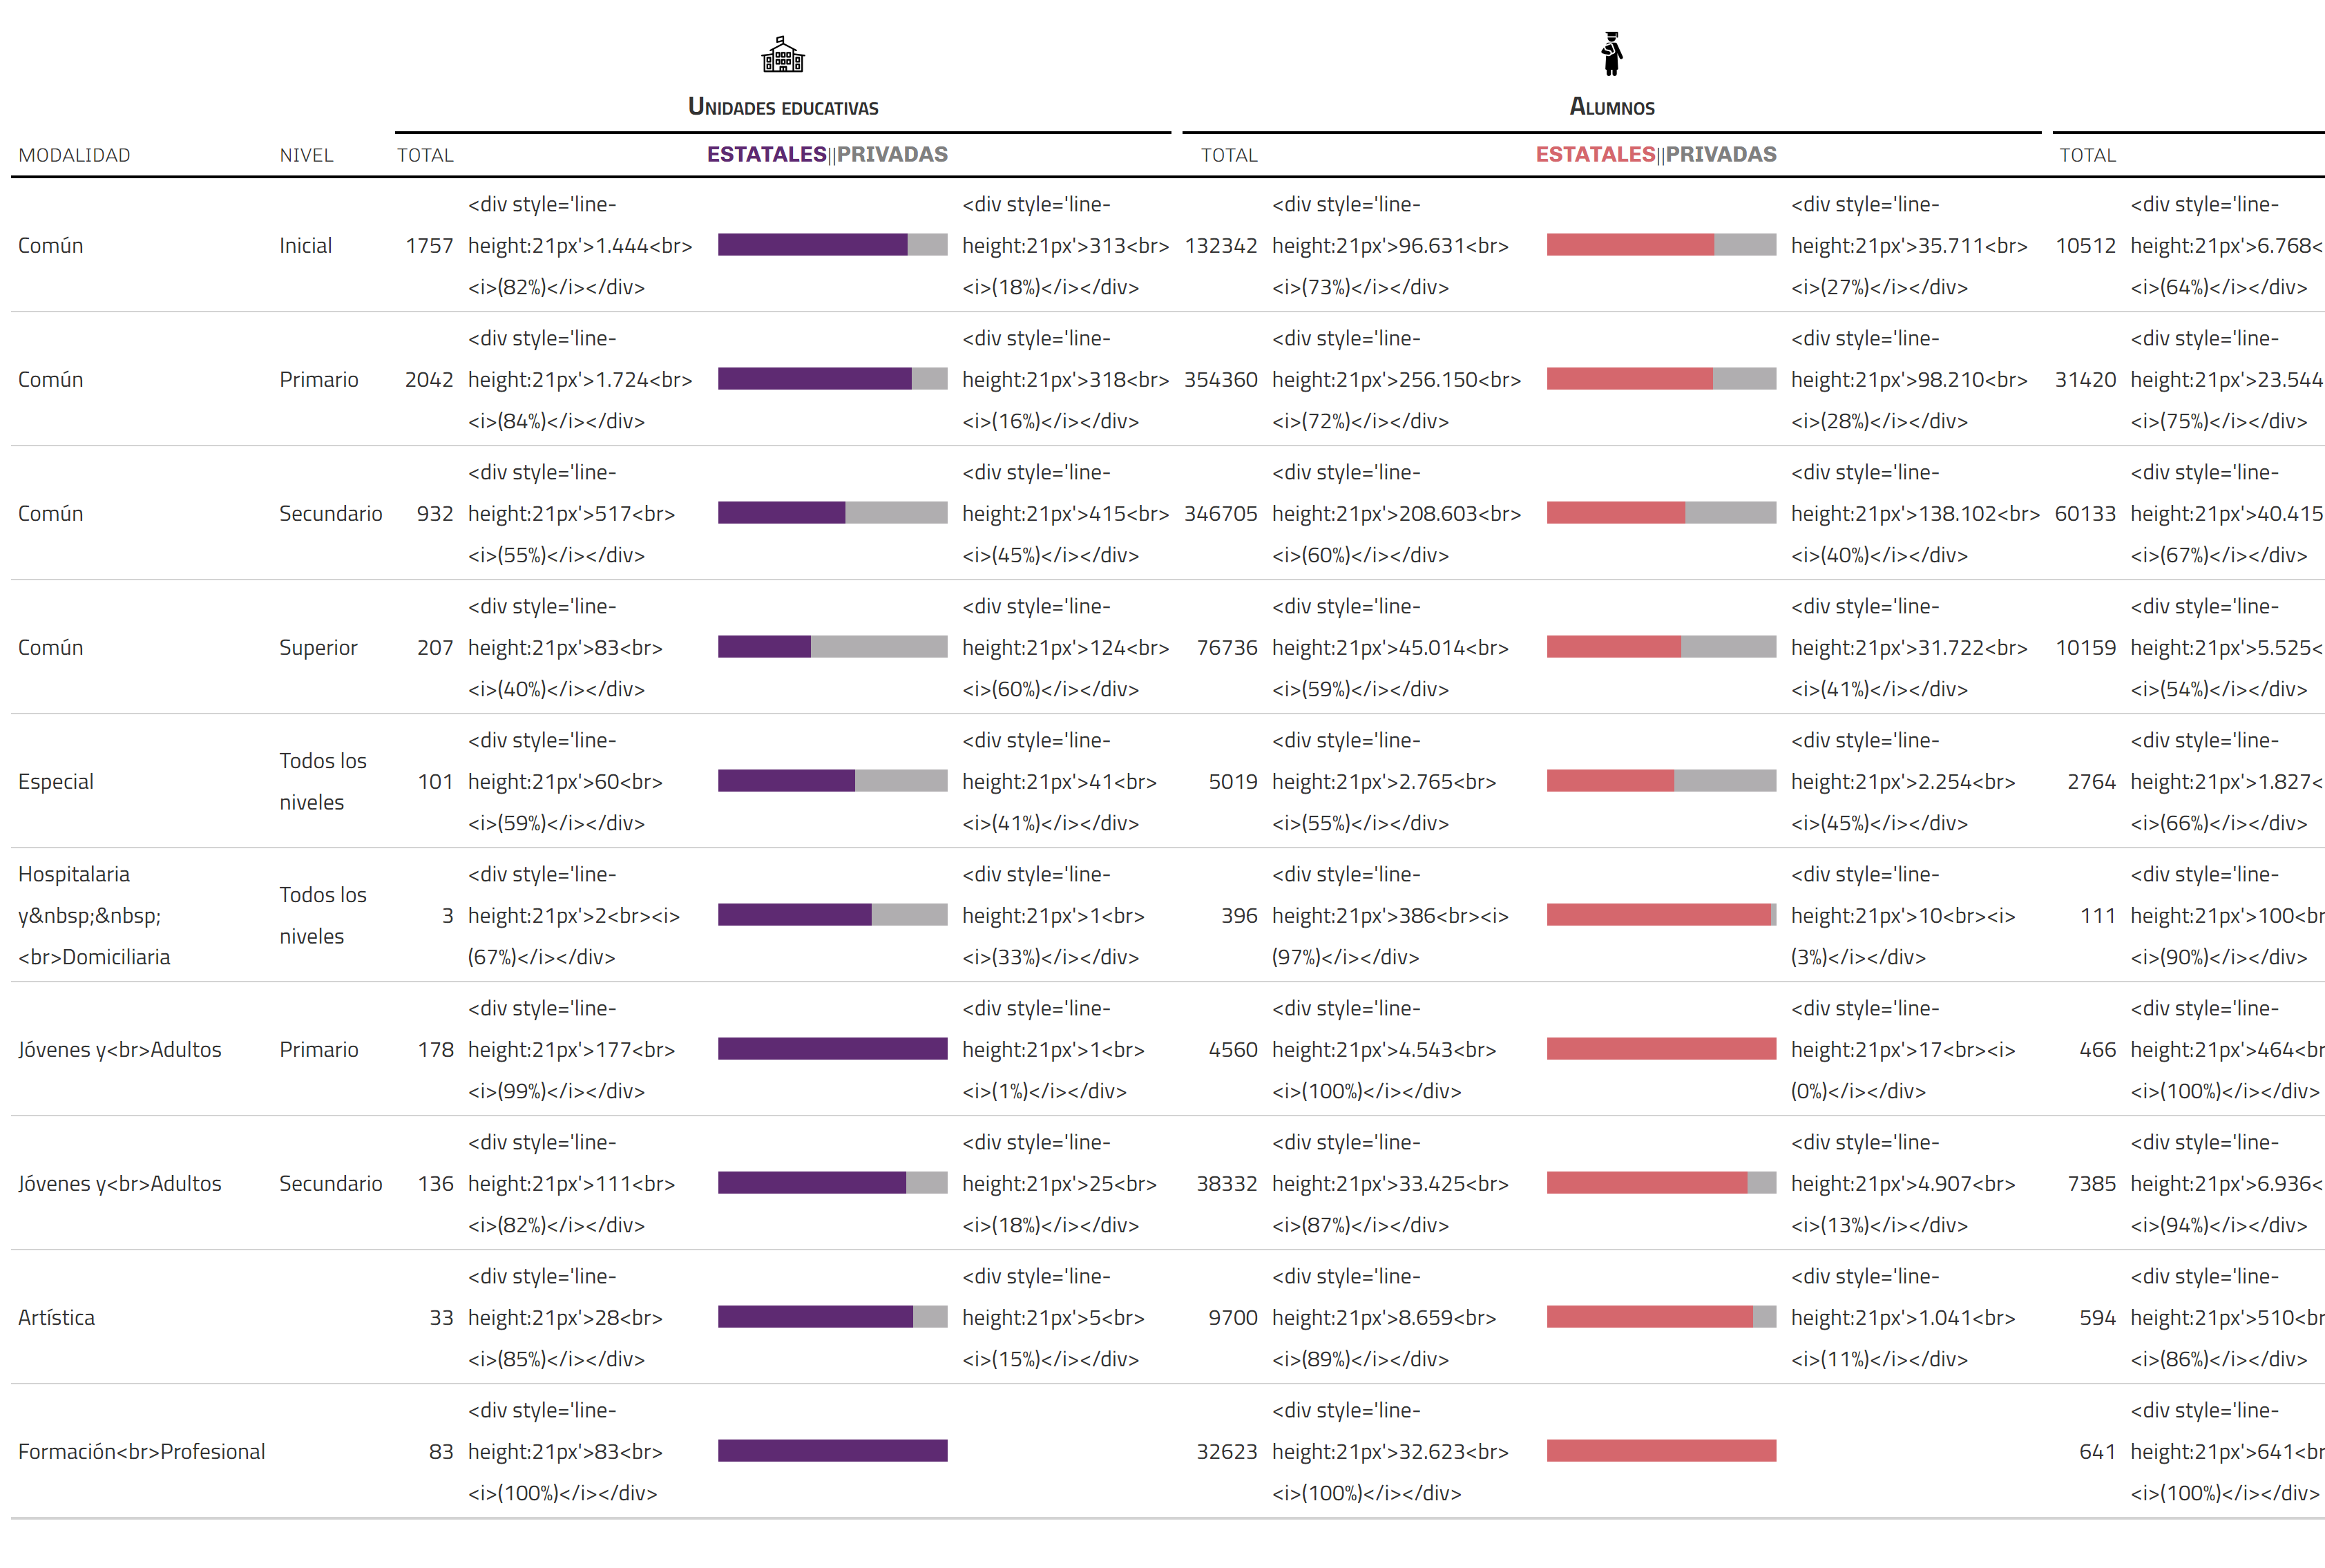 Unidades educativas
Alumnos
MODALIDAD NIVEL TOTAL ESTATALES||PRIVADAS TOTAL ESTATALES||PRIVADAS TOTAL
<div style='line- <div style='line- <div style='line- <div style='line- <div style='line-
Común Inicial 1757 height:21px'>1.444<br> height:21px'>313<br> 132342 height:21px'>96.631<br> height:21px'>35.711<br> 10512 height:21px'>6.768<
<i>(82%)</i></div> <i>(18%)</i></div> <i>(73%)</i></div> <i>(27%)</i></div> <i>(64%)</i></div>
<div style='line- <div style='line- <div style='line- <div style='line- <div style='line-
Común Primario 2042 height:21px'>1.724<br> height:21px'>318<br> 354360 height:21px'>256.150<br> height:21px'>98.210<br> 31420 height:21px'>23.544
<i>(84%)</i></div> <i>(16%)</i></div> <i>(72%)</i></div> <i>(28%)</i></div> <i>(75%)</i></div>
<div style='line- <div style='line- <div style='line- <div style='line- <div style='line-
Común Secundario 932 height:21px'>517<br> height:21px'>415<br> 346705 height:21px'>208.603<br> height:21px'>138.102<br> 60133 height:21px'>40.415
<i>(55%)</i></div> <i>(45%)</i></div> <i>(60%)</i></div> <i>(40%)</i></div> <i>(67%)</i></div>
<div style='line- <div style='line- <div style='line- <div style='line- <div style='line-
Común Superior 207 height:21px'>83<br> height:21px'>124<br> 76736 height:21px'>45.014<br> height:21px'>31.722<br> 10159 height:21px'>5.525<
<i>(40%)</i></div> <i>(60%)</i></div> <i>(59%)</i></div> <i>(41%)</i></div> <i>(54%)</i></div>
<div style='line- <div style='line- <div style='line- <div style='line- <div style='line-
Especial Todos los niveles 101 height:21px'>60<br> height:21px'>41<br> 5019 height:21px'>2.765<br> height:21px'>2.254<br> 2764 height:21px'>1.827<
<i>(59%)</i></div> <i>(41%)</i></div> <i>(55%)</i></div> <i>(45%)</i></div> <i>(66%)</i></div>
Hospitalaria <div style='line- <div style='line- <div style='line- <div style='line- <div style='line-
y&nbsp;&nbsp; Todos los niveles 3 height:21px'>2<br><i> height:21px'>1<br> 396 height:21px'>386<br><i> height:21px'>10<br><i> 111 height:21px'>100<br
<br>Domiciliaria (67%)</i></div> <i>(33%)</i></div> (97%)</i></div> (3%)</i></div> <i>(90%)</i></div>
<div style='line- <div style='line- <div style='line- <div style='line- <div style='line-
Jóvenes y<br>Adultos Primario 178 height:21px'>177<br> height:21px'>1<br> 4560 height:21px'>4.543<br> height:21px'>17<br><i> 466 height:21px'>464<br
<i>(99%)</i></div> <i>(1%)</i></div> <i>(100%)</i></div> (0%)</i></div> <i>(100%)</i></div>
<div style='line- <div style='line- <div style='line- <div style='line- <div style='line-
Jóvenes y<br>Adultos Secundario 136 height:21px'>111<br> height:21px'>25<br> 38332 height:21px'>33.425<br> height:21px'>4.907<br> 7385 height:21px'>6.936<
<i>(82%)</i></div> <i>(18%)</i></div> <i>(87%)</i></div> <i>(13%)</i></div> <i>(94%)</i></div>
<div style='line- <div style='line- <div style='line- <div style='line- <div style='line-
Artística 33 height:21px'>28<br> height:21px'>5<br> 9700 height:21px'>8.659<br> height:21px'>1.041<br> 594 height:21px'>510<br
<i>(85%)</i></div> <i>(15%)</i></div> <i>(89%)</i></div> <i>(11%)</i></div> <i>(86%)</i></div>
<div style='line- <div style='line- <div style='line-
Formación<br>Profesional 83 height:21px'>83<br> 32623 height:21px'>32.623<br> 641 height:21px'>641<br
<i>(100%)</i></div> <i>(100%)</i></div> <i>(100%)</i></div>